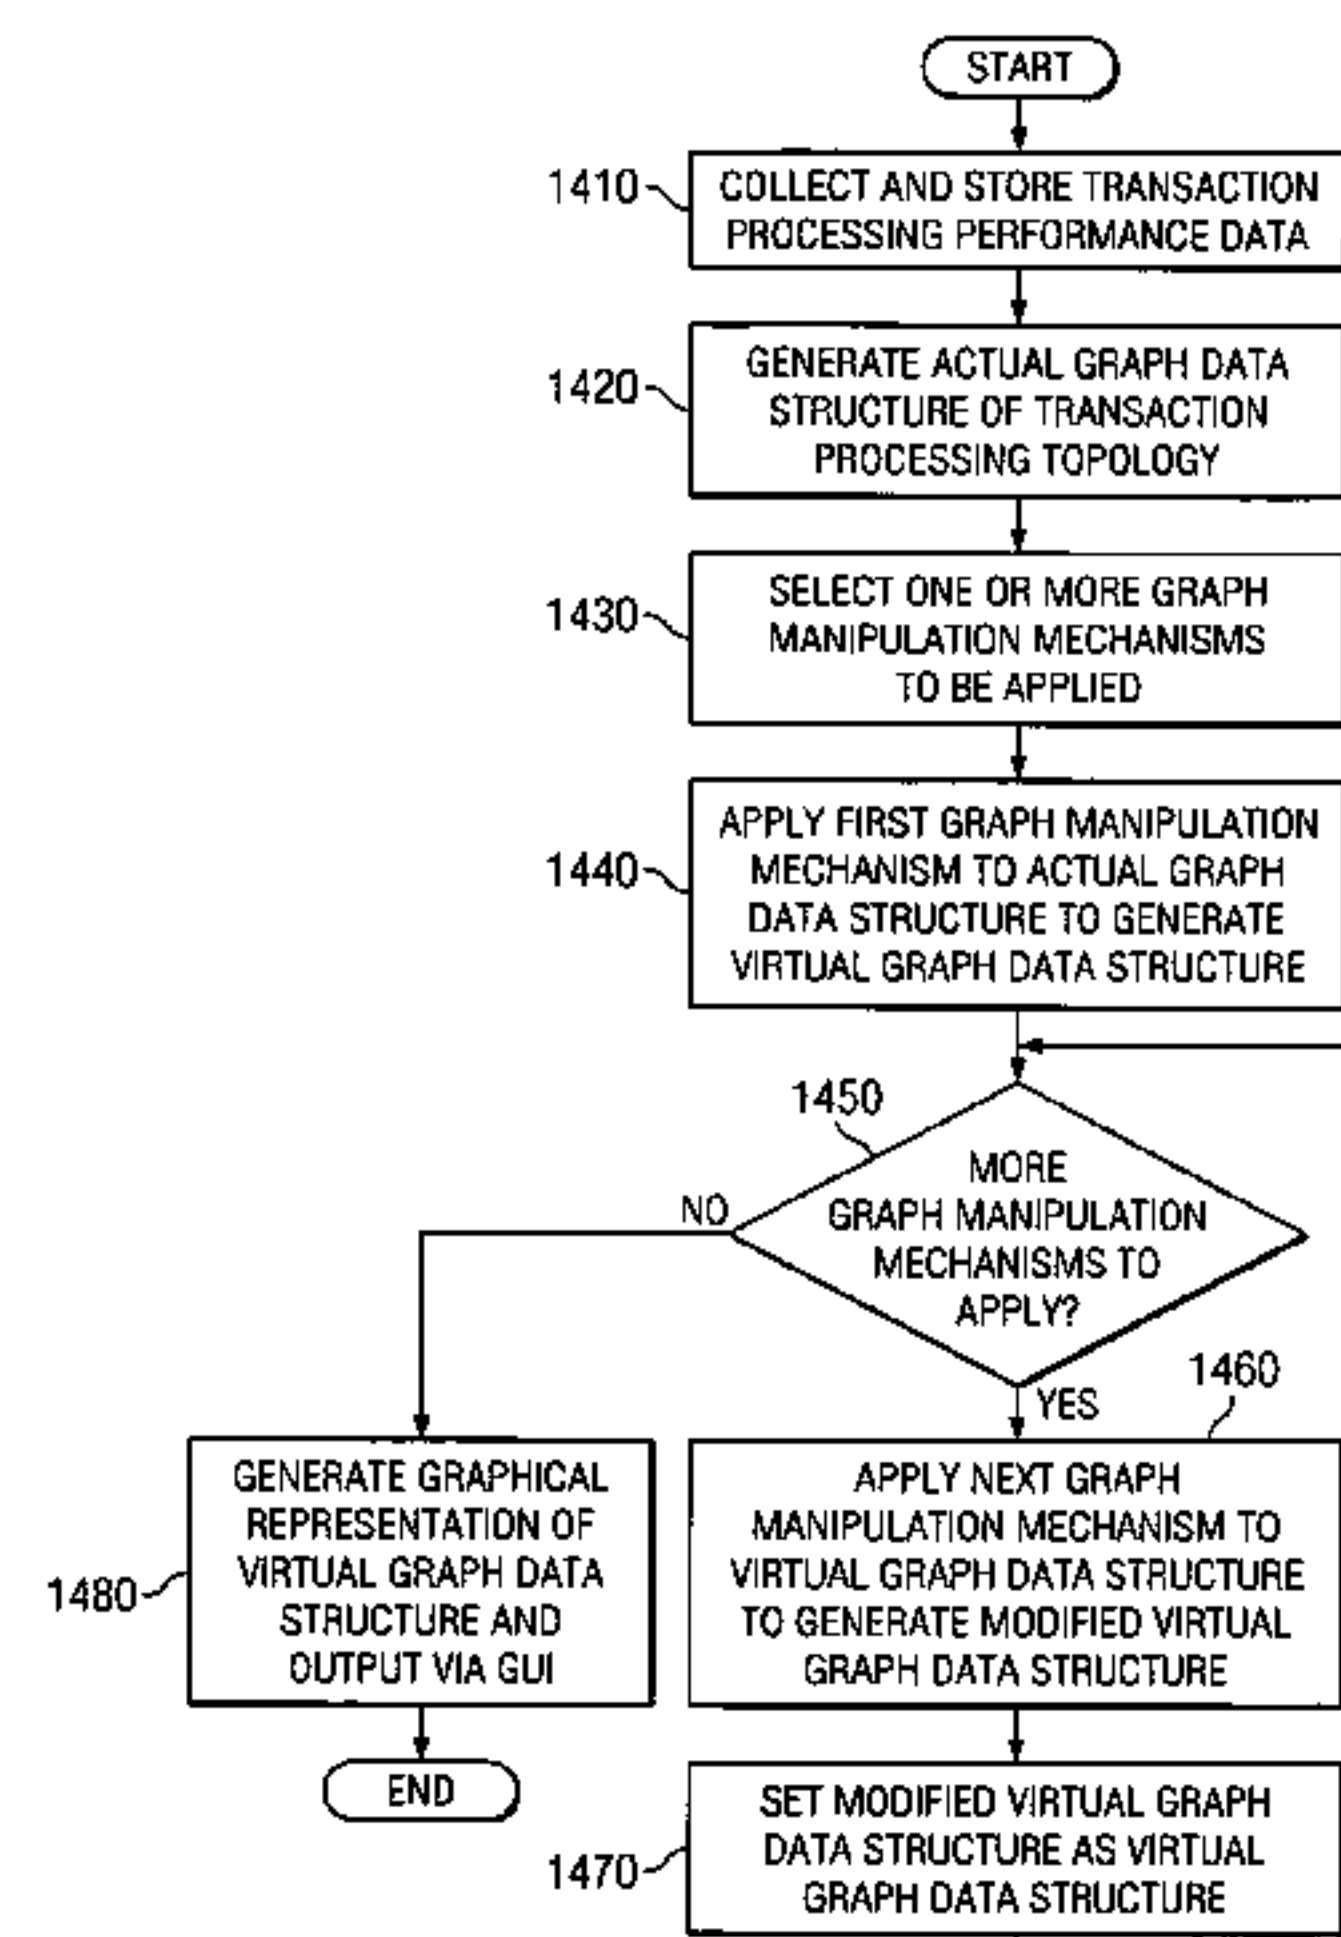 START
1410
COLLECT AND STORE TRANSACTION
PROCESSING PERFORMANCE DATA
1420
GENERATE ACTUAL GRAPH DATA
STRUCTURE OF TRANSACTION
PROCESSING TOPOLOGY
1430
SELECT ONE OR MORE GRAPH
MANIPULATION MECHANISMS
TO BE APPLIED
1440
APPLY FIRST GRAPH MANIPULATION
MECHANISM TO ACTUAL GRAPH
DATA STRUCTURE TO GENERATE
VIRTUAL GRAPH DATA STRUCTURE
1450
MORE
GRAPH MANIPULATION
MECHANISMS TO
APPLY?
NO
YES
1460
APPLY NEXT GRAPH
MANIPULATION MECHANISM TO
VIRTUAL GRAPH DATA STRUCTURE
TO GENERATE MODIFIED VIRTUAL
GRAPH DATA STRUCTURE
1480
GENERATE GRAPHICAL
REPRESENTATION OF
VIRTUAL GRAPH DATA
STRUCTURE AND
OUTPUT VIA GUI
END
1470
SET MODIFIED VIRTUAL GRAPH
DATA STRUCTURE AS VIRTUAL
GRAPH DATA STRUCTURE